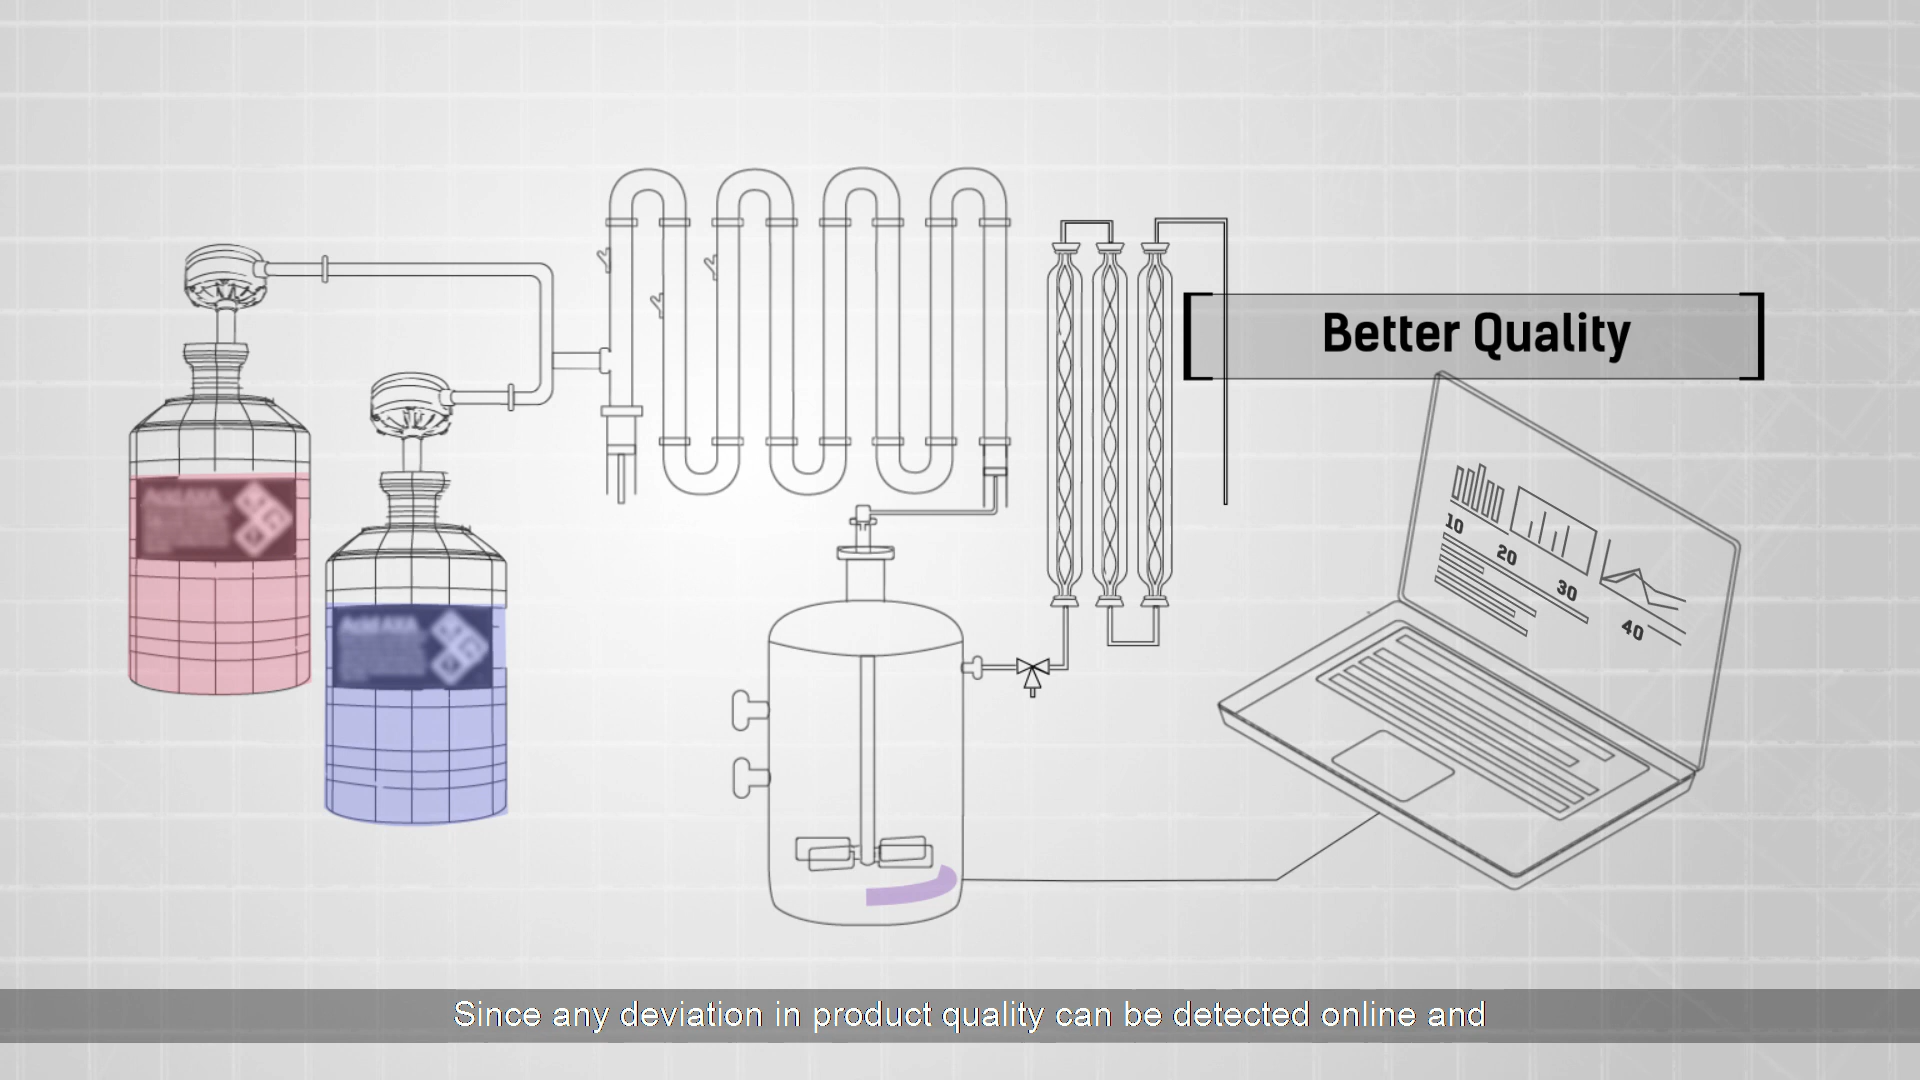 Better Quality
10
20
30
40
Since any deviation in product quality can be detected online and